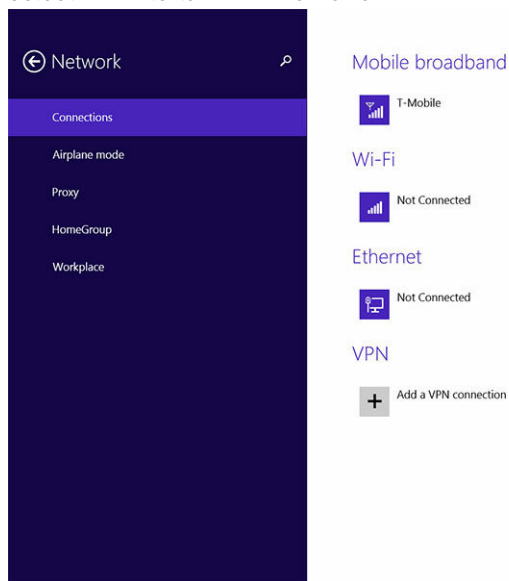 Network
Connections
Airplane mode
Proxy
HomeGroup
Workplace
Mobile broadband
T-Mobile
Wi-Fi
Not Connected
Ethernet
Not Connected
VPN
Add a VPN connection